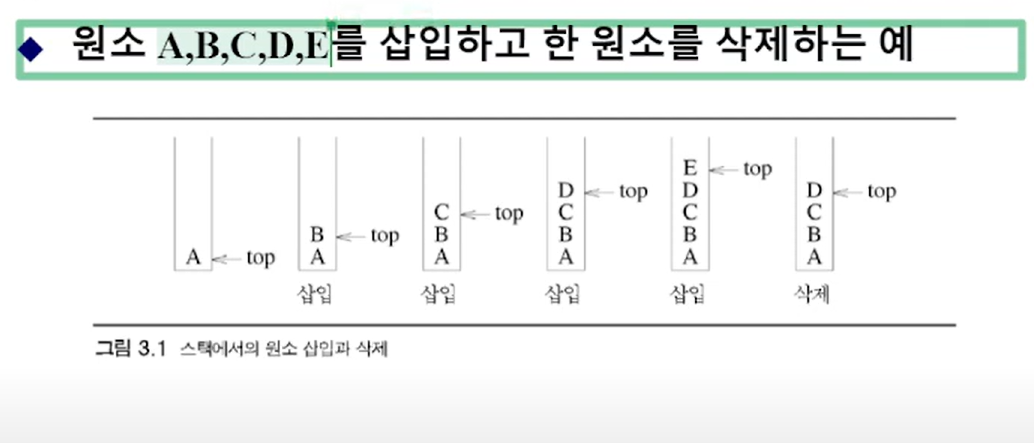 ◆ 원소 A,B,C,D,E를 삽입하고 한 원소를 삭제하는 예
A ← top
B ← top
A
삽입
C ← top
B
A
삽입
D ← top
C
B
A
삽입
E ← top
D
C
B
A
삽입
D ← top
C
B
A
삭제
그림 3.1 스택에서의 원소 삽입과 삭제